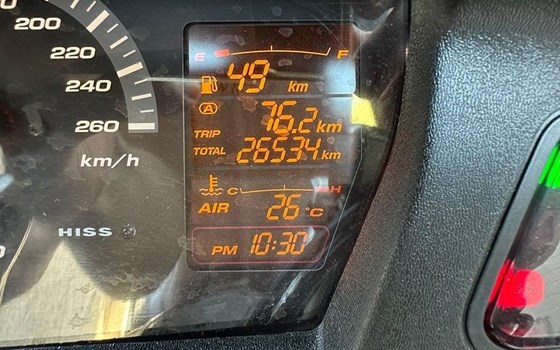 200
260
240
260
km/h
HISS
E F
49 km
A 76.2 km
TRIP
TOTAL 26534 km
C H
AIR 26 °C
PM 10:30